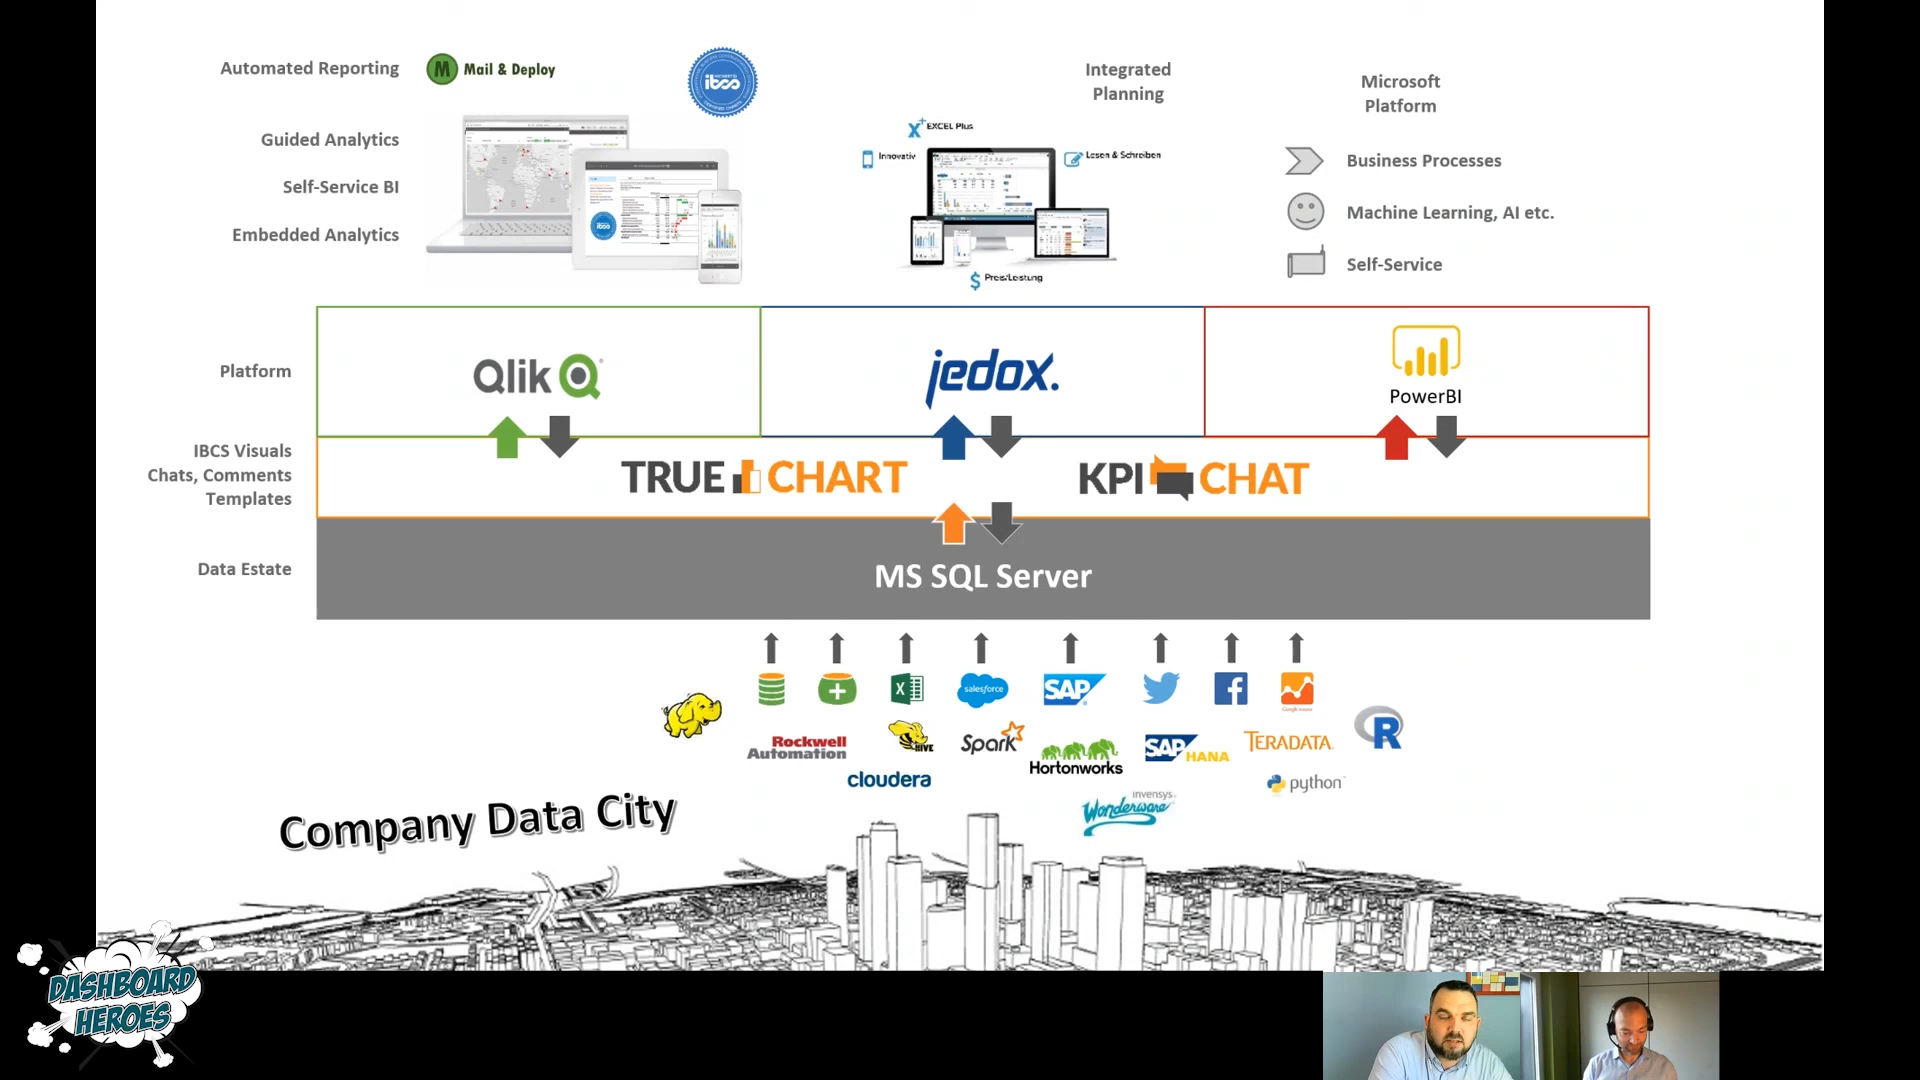 Automated Reporting
M Mail & Deploy
ibcs
Integrated
Planning
Microsoft
Platform
EXCEL Plus
Guided Analytics
Innovativ
Lesen & Schreiben
Business Processes
Self-Service BI
Machine Learning, AI etc.
Embedded Analytics
Self-Service
Preis/Leistung
Platform
Qlik
jedox.
PowerBI
IBCS Visuals
Chats, Comments
Templates
TRUE CHART
KPI CHAT
Data Estate
MS SQL Server
salesforce
SAP
Rockwell
Automation
HIVE
Spark
Hortonworks
SAP HANA
TERADATA
R
cloudera
python
invensys
Wonderware
Company Data City
DASHBOARD
HEROES